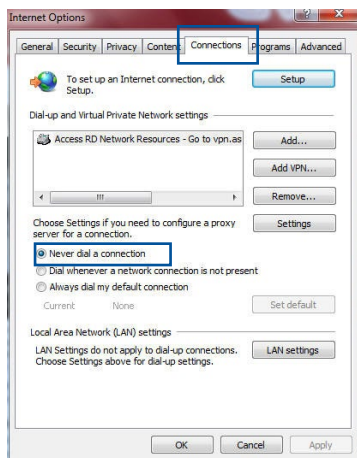 Internet Options
General Security Privacy Content Connections Programs Advanced
To set up an Internet connection, click
Setup.
Setup
Dial-up and Virtual Private Network settings
Access RD Network Resources - Go to vpn.as
Add...
Add VPN...
Remove...
Choose Settings if you need to configure a proxy
server for a connection.
Settings
Never dial a connection
Dial whenever a network connection is not present
Always dial my default connection
Current None
Set default
Local Area Network (LAN) settings
LAN Settings do not apply to dial-up connections.
Choose Settings above for dial-up settings.
LAN settings
OK Cancel Apply